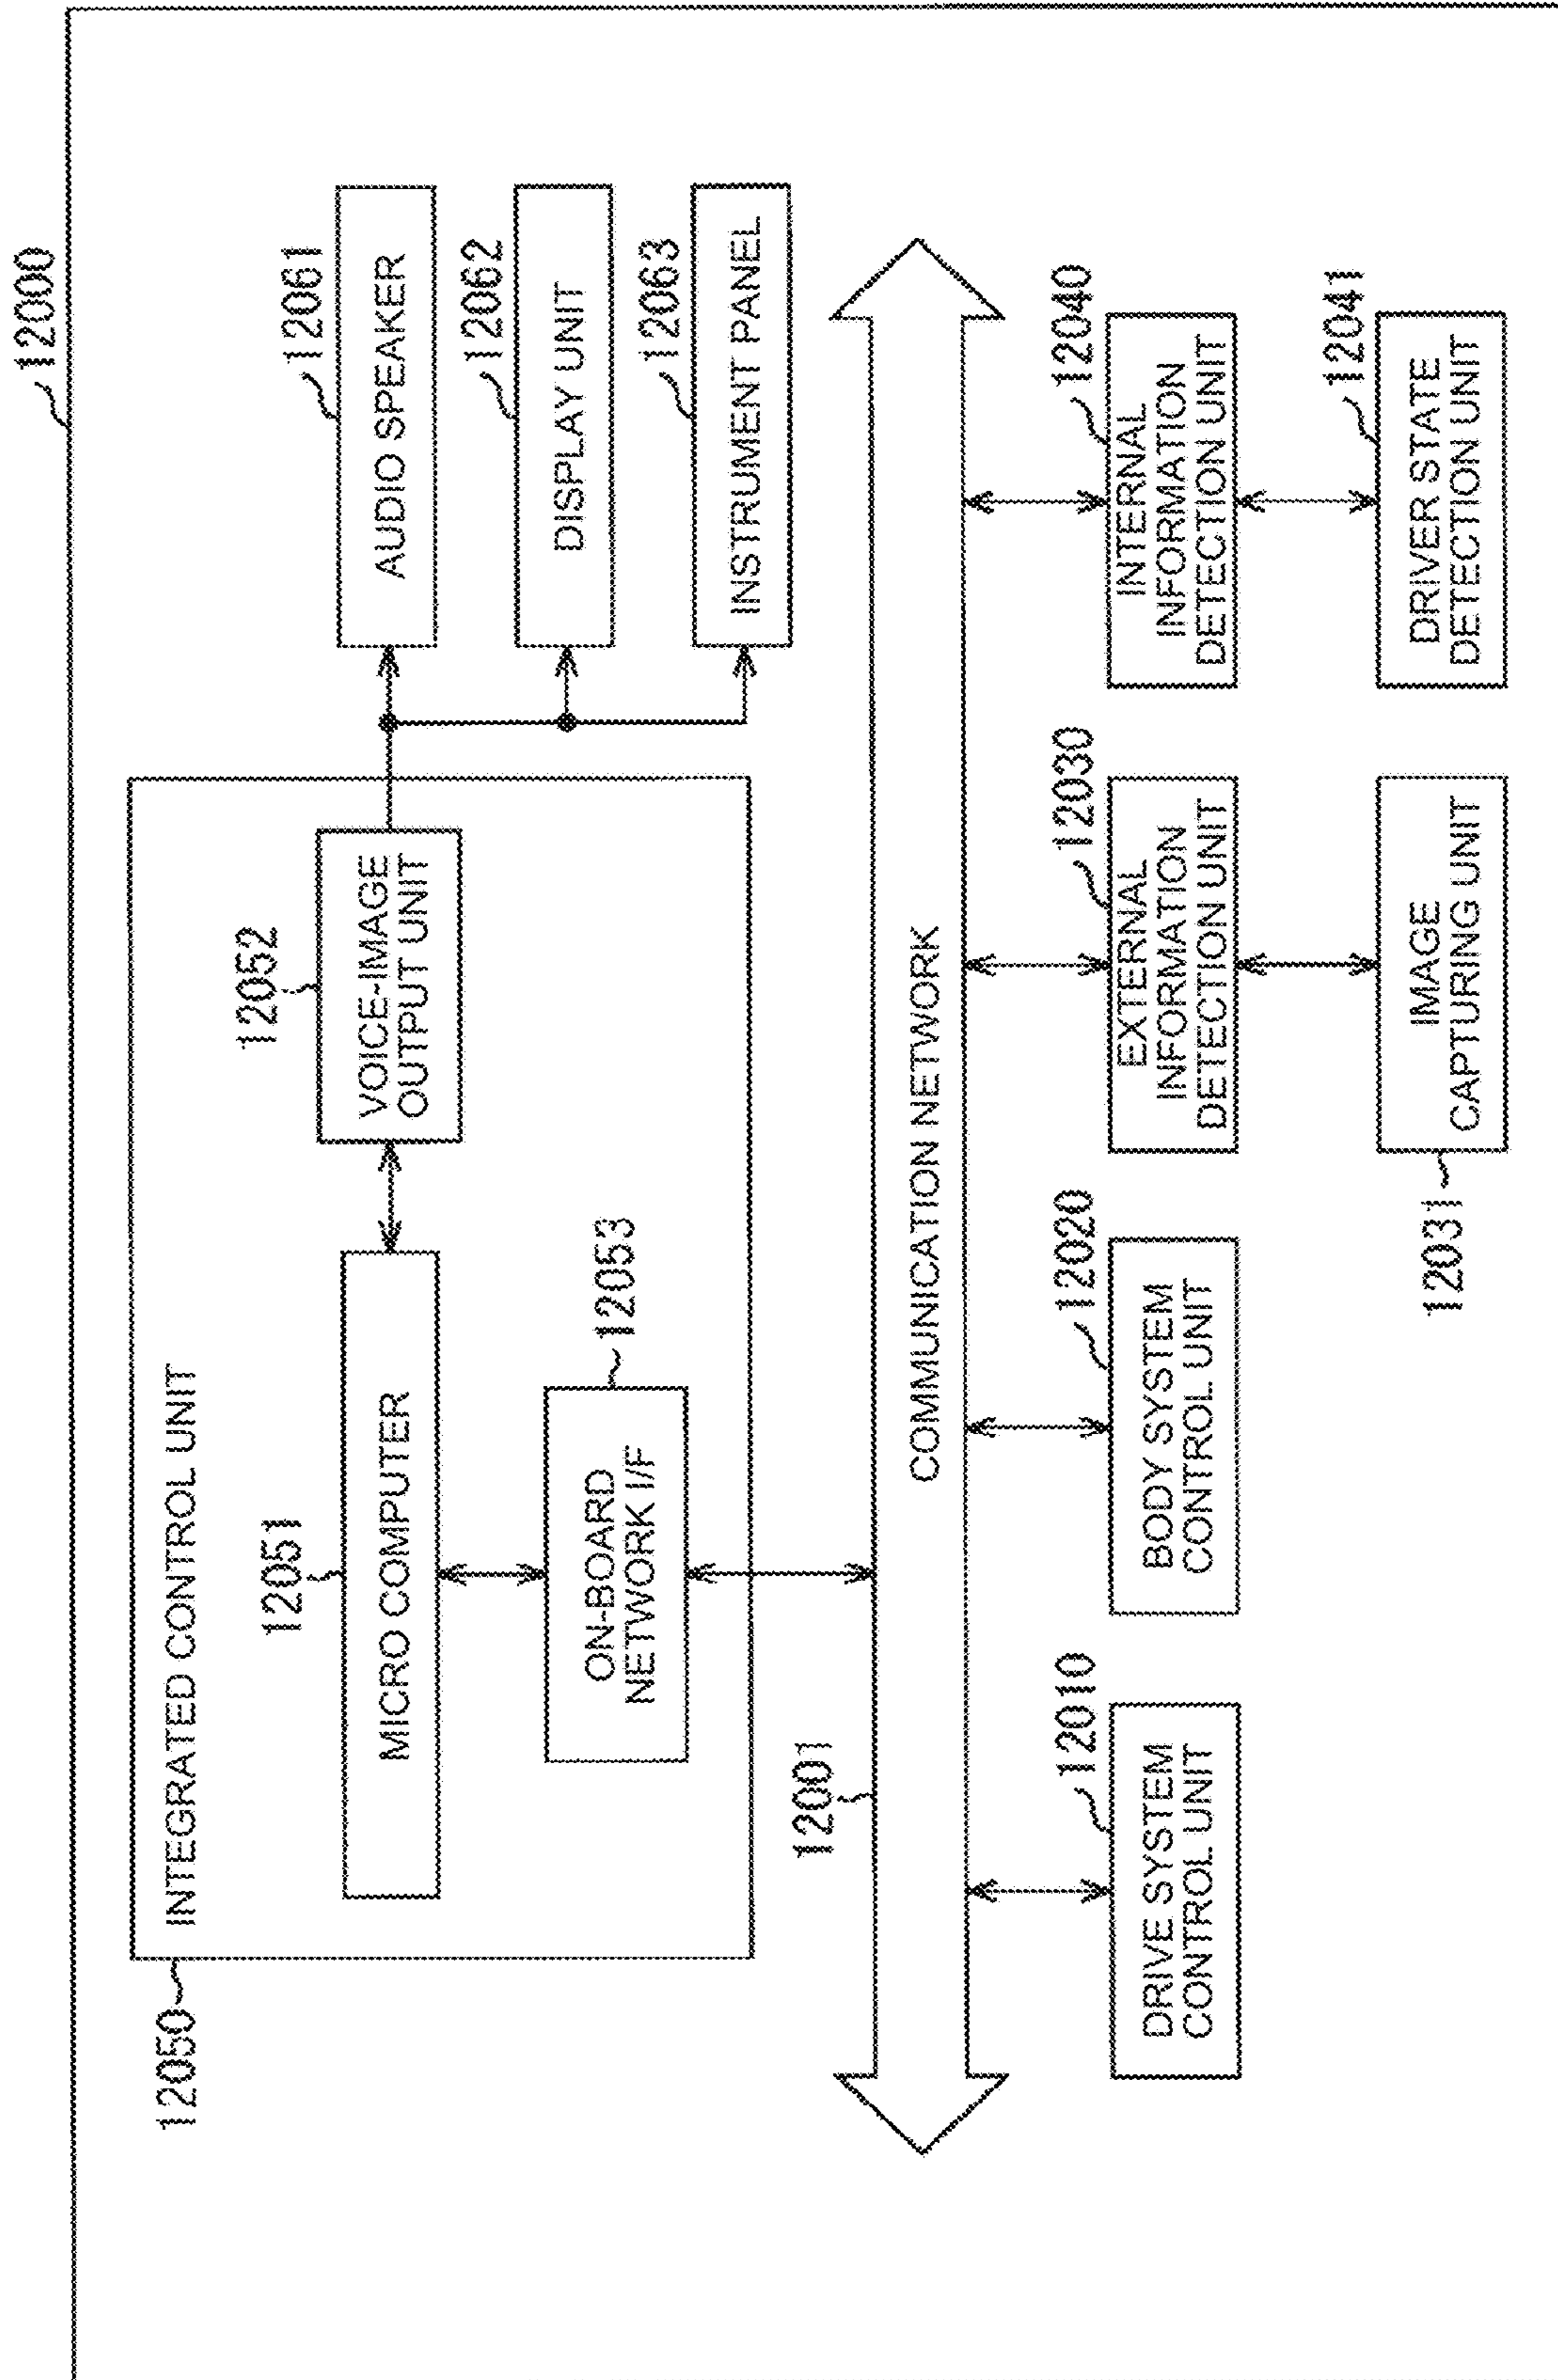 12000
12050
INTEGRATED CONTROL UNIT
12051
MICRO COMPUTER
12052
VOICE-IMAGE
OUTPUT UNIT
12053
ON-BOARD
NETWORK I/F
12061
AUDIO SPEAKER
12062
DISPLAY UNIT
12063
INSTRUMENT PANEL
12001
COMMUNICATION NETWORK
12010
DRIVE SYSTEM
CONTROL UNIT
12020
BODY SYSTEM
CONTROL UNIT
12030
EXTERNAL
INFORMATION
DETECTION UNIT
12040
INTERNAL
INFORMATION
DETECTION UNIT
12031
IMAGE
CAPTURING UNIT
12041
DRIVER STATE
DETECTION UNIT